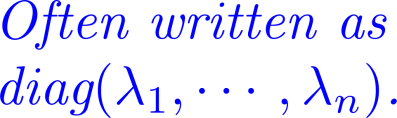 Often written as
diag(λ₁, ⋯ , λₙ).